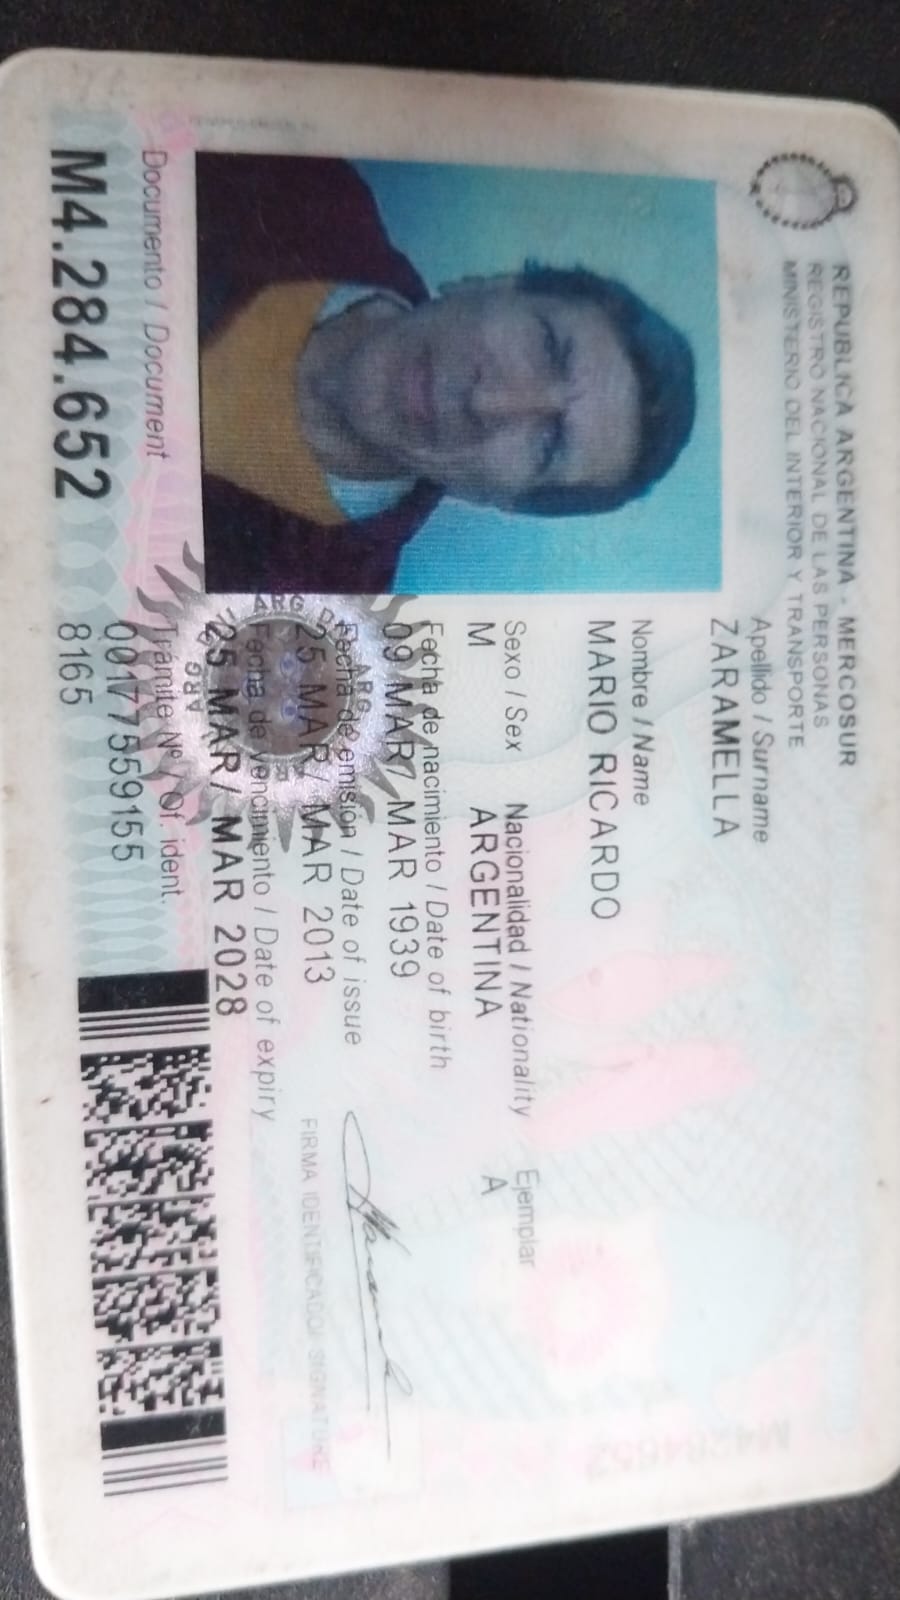 REPUBLICA ARGENTINA - MERCOSUR
REGISTRO NACIONAL DE LAS PERSONAS
MINISTERIO DEL INTERIOR Y TRANSPORTE
Apellido / Surname
ZARAMELLA
Nombre / Name
MARIO RICARDO
Sexo / Sex Nacionalidad / Nationality Ejemplar
M ARGENTINA A
Fecha de nacimiento / Date of birth
09 MAR/ MAR 1939
Fecha de emisión / Date of issue
25 MAR/ MAR 2013
Fecha de vencimiento / Date of expiry
25 MAR/ MAR 2028
FIRMA IDENTIFICADO/ SIGNATURE
Documento / Document
M4.284.652
Trámite Nº / Of. ident.
00177559155
8165
M4284652